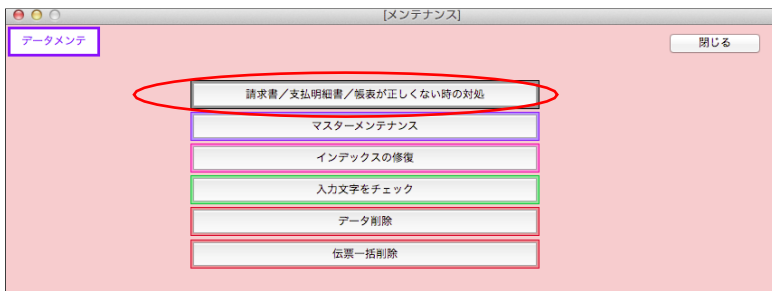 [メンテナンス]
データメンテ
閉じる
請求書／支払明細書／帳表が正しくない時の対処
マスターメンテナンス
インデックスの修復
入力文字をチェック
データ削除
伝票一括削除